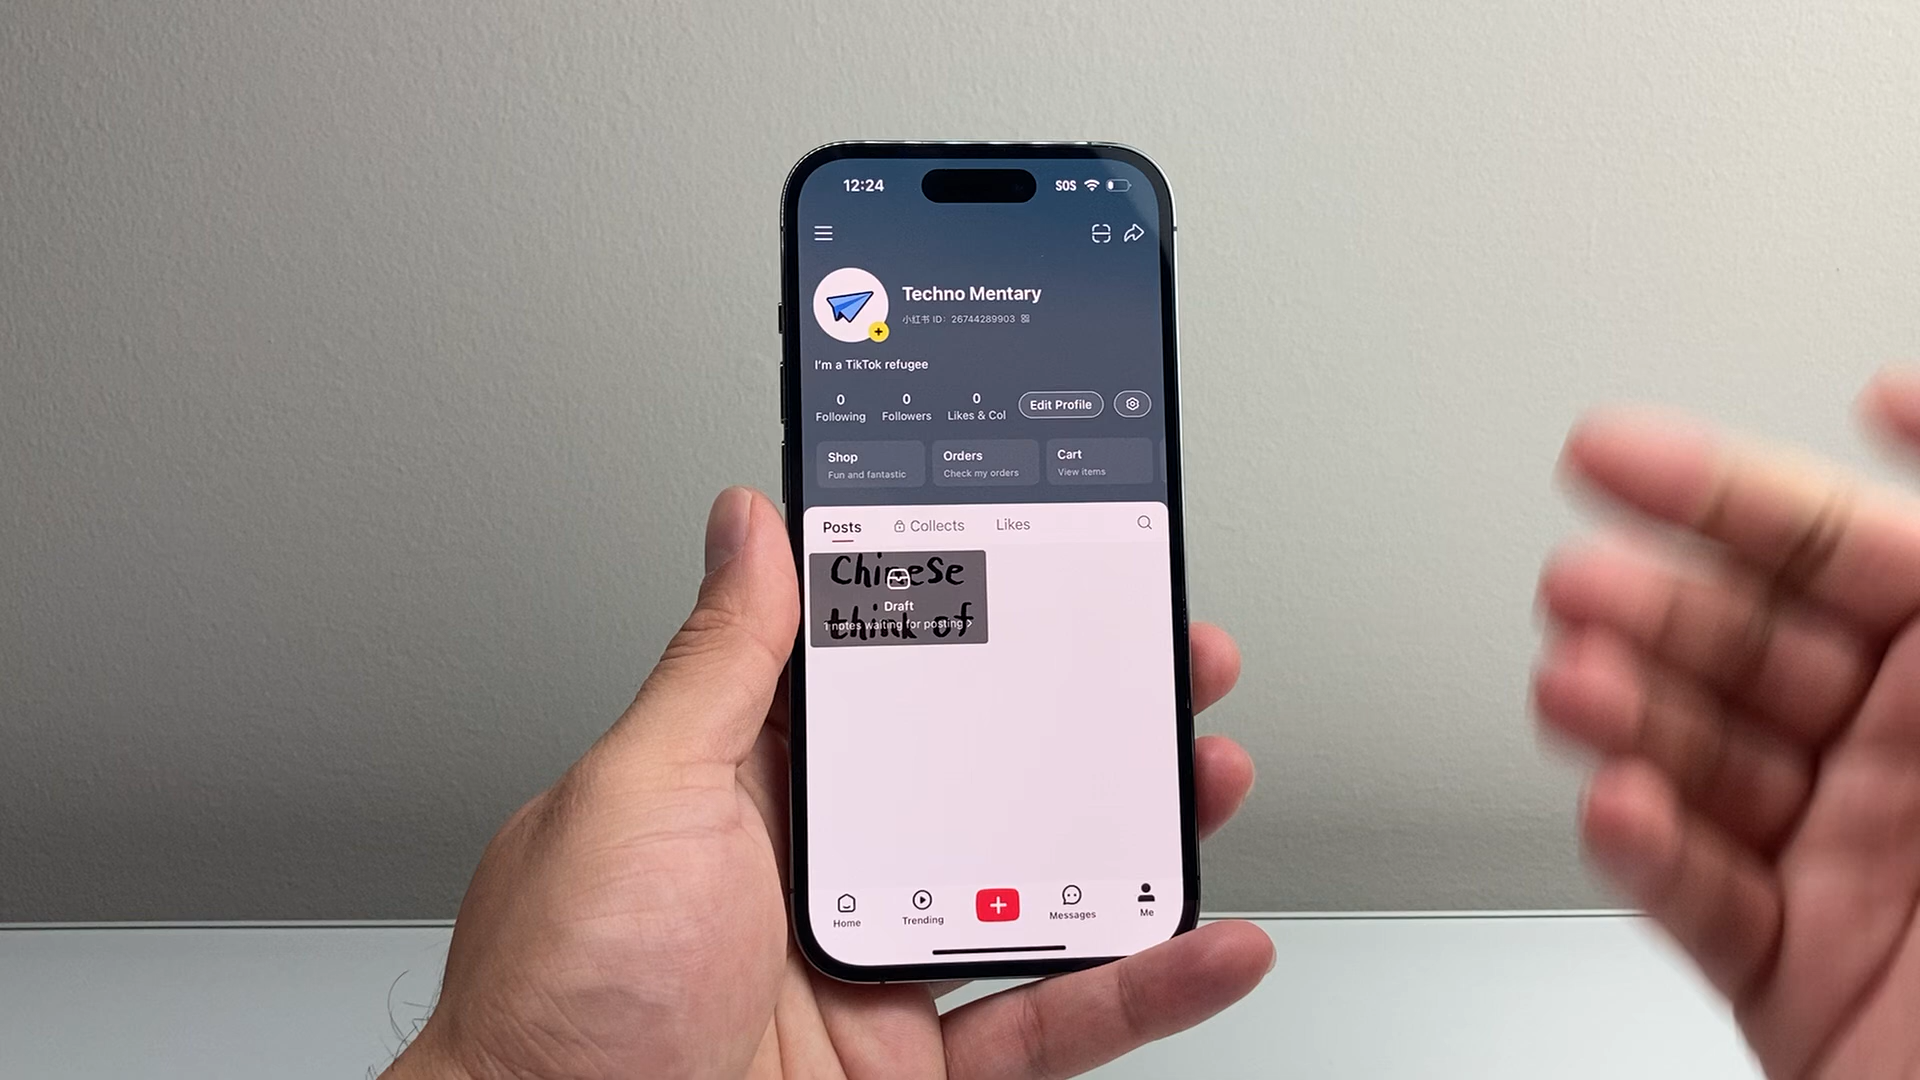 12:24 SOS
Techno Mentary
小红书 ID: 26744289903
I'm a TikTok refugee
0 0 0
Following Followers Likes & Col Edit Profile
Shop Orders Cart
Fun and fantastic Check my orders View items
Posts Collects Likes
Chinese
Draft
think of
1 notes waiting for posting >
Home Trending Messages Me